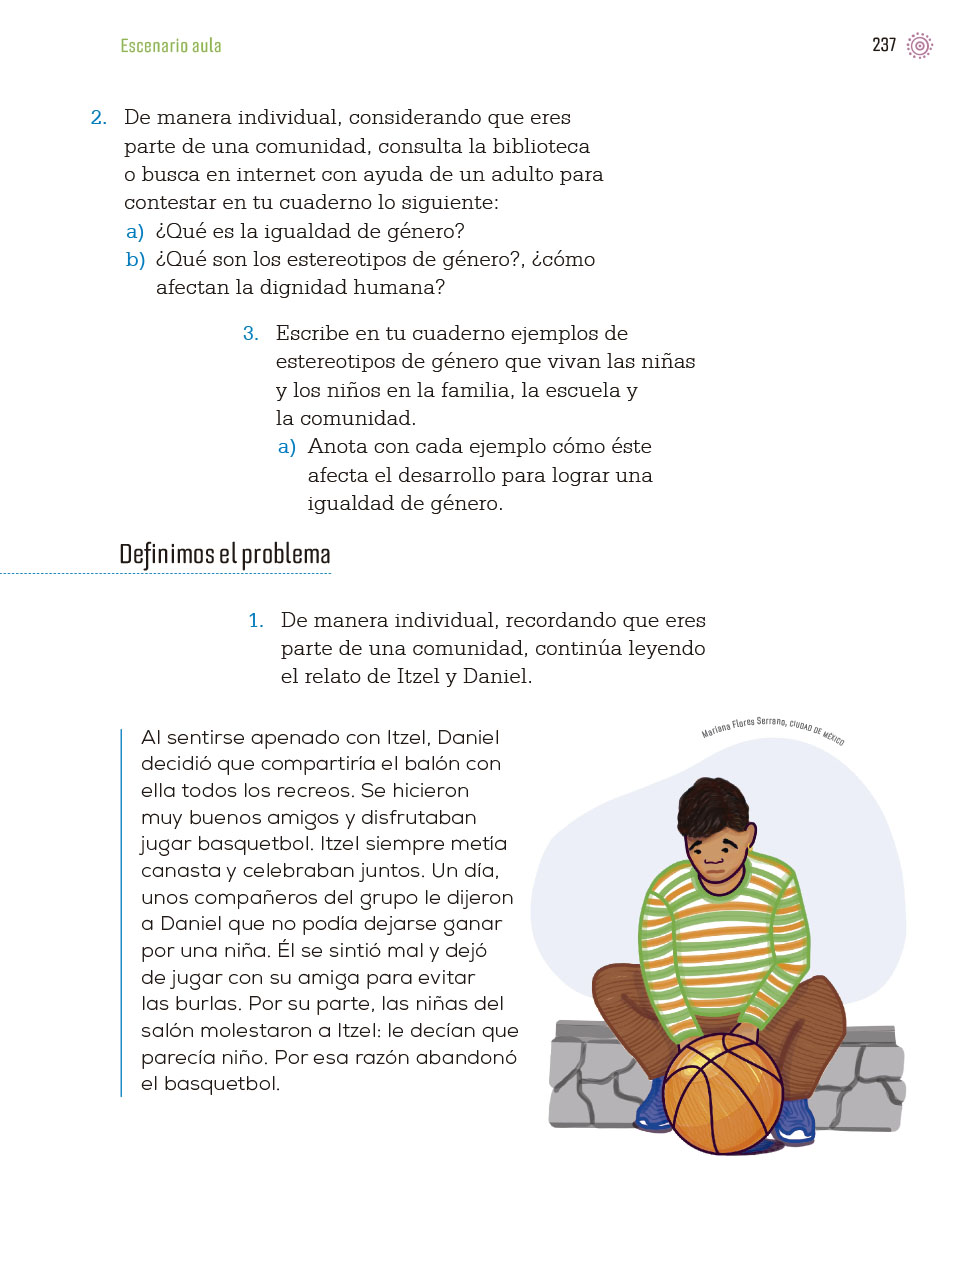 Escenario aula
237
2. De manera individual, considerando que eres
parte de una comunidad, consulta la biblioteca
o busca en internet con ayuda de un adulto para
contestar en tu cuaderno lo siguiente:
a) ¿Qué es la igualdad de género?
b) ¿Qué son los estereotipos de género?, ¿cómo
afectan la dignidad humana?
3. Escribe en tu cuaderno ejemplos de
estereotipos de género que vivan las niñas
y los niños en la familia, la escuela y
la comunidad.
a) Anota con cada ejemplo cómo éste
afecta el desarrollo para lograr una
igualdad de género.
Definimos el problema
1. De manera individual, recordando que eres
parte de una comunidad, continúa leyendo
el relato de Itzel y Daniel.
Mariana Flores Serrano, CIUDAD DE MÉXICO
Al sentirse apenado con Itzel, Daniel
decidió que compartiría el balón con
ella todos los recreos. Se hicieron
muy buenos amigos y disfrutaban
jugar basquetbol. Itzel siempre metía
canasta y celebraban juntos. Un día,
unos compañeros del grupo le dijeron
a Daniel que no podía dejarse ganar
por una niña. Él se sintió mal y dejó
de jugar con su amiga para evitar
las burlas. Por su parte, las niñas del
salón molestaron a Itzel: le decían que
parecía niño. Por esa razón abandonó
el basquetbol.